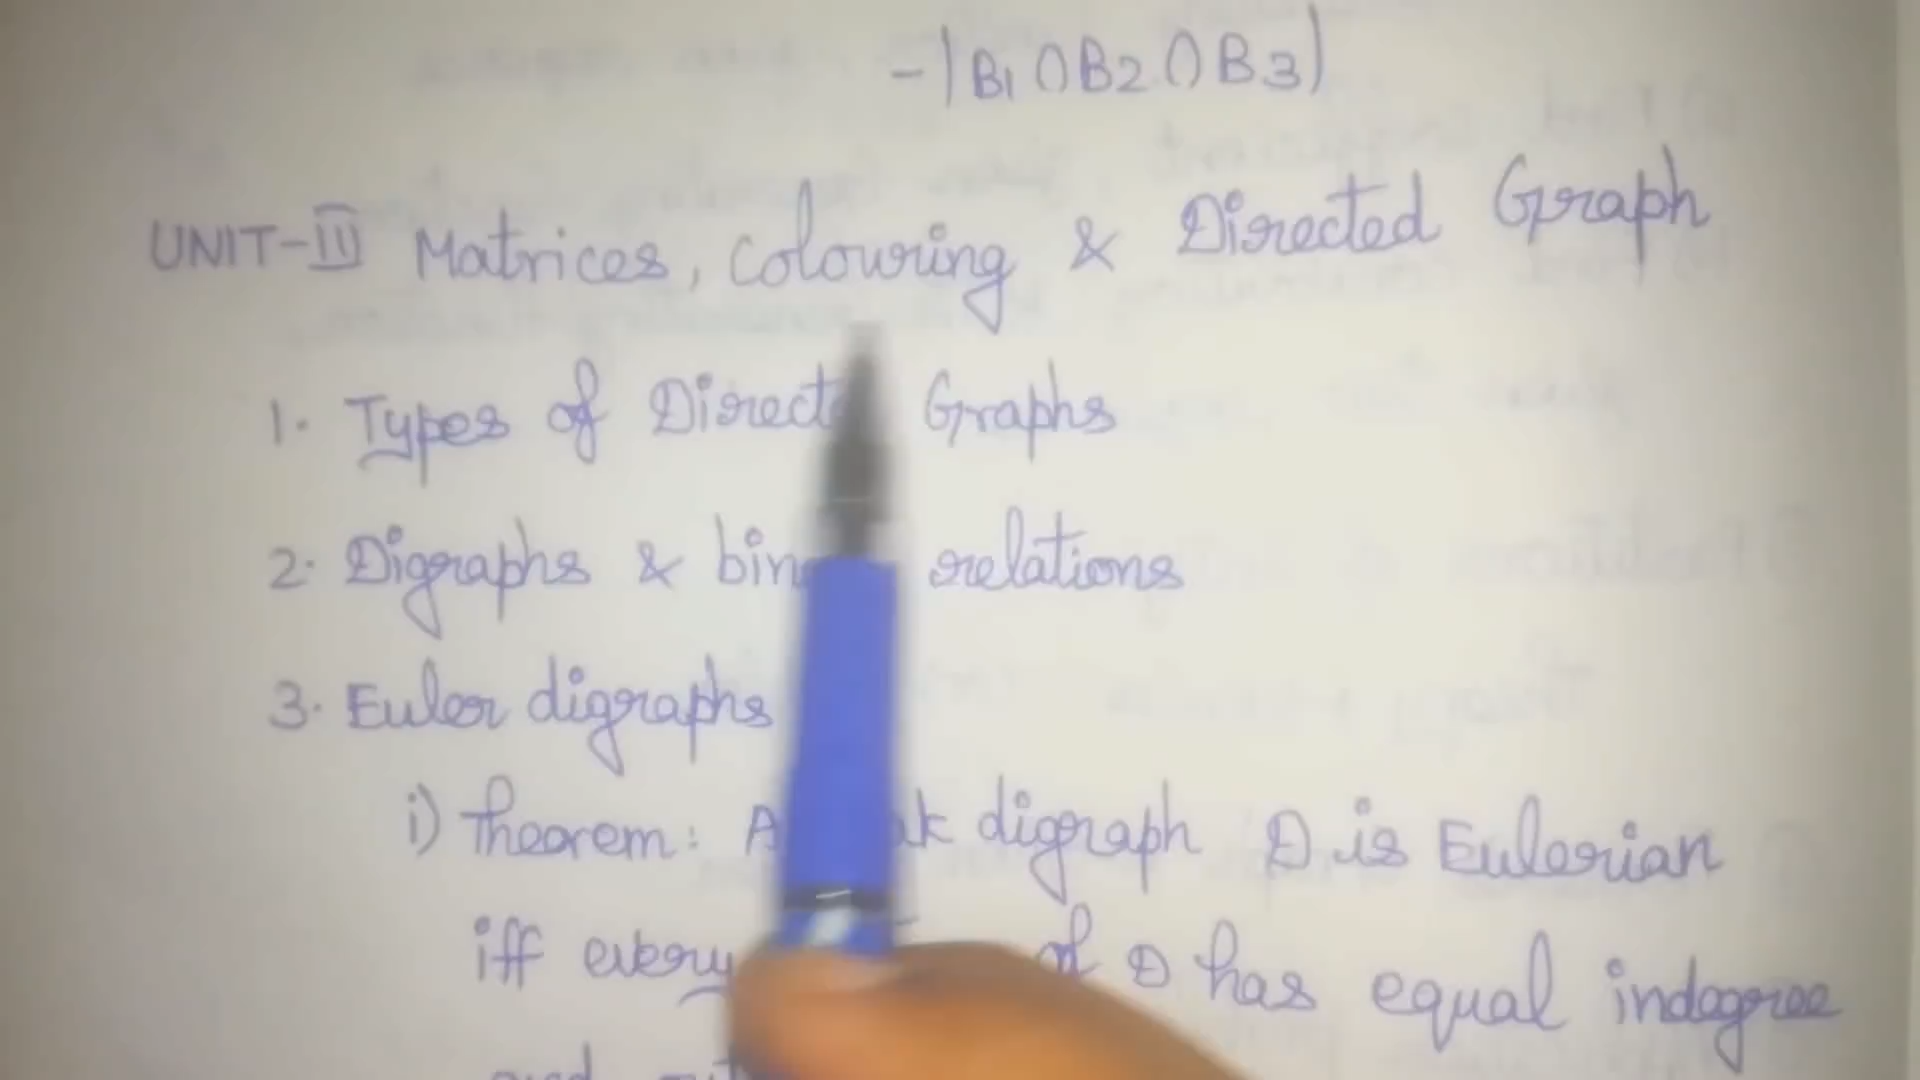 -|B1∩B2∩B3|
UNIT-III Matrices, Colouring & Directed Graph
1. Types of Direct Graphs
2. Digraphs & bin relations
3. Euler digraphs
i) Theorem: A digraph D is Eulerian
iff every of D has equal indegree
and